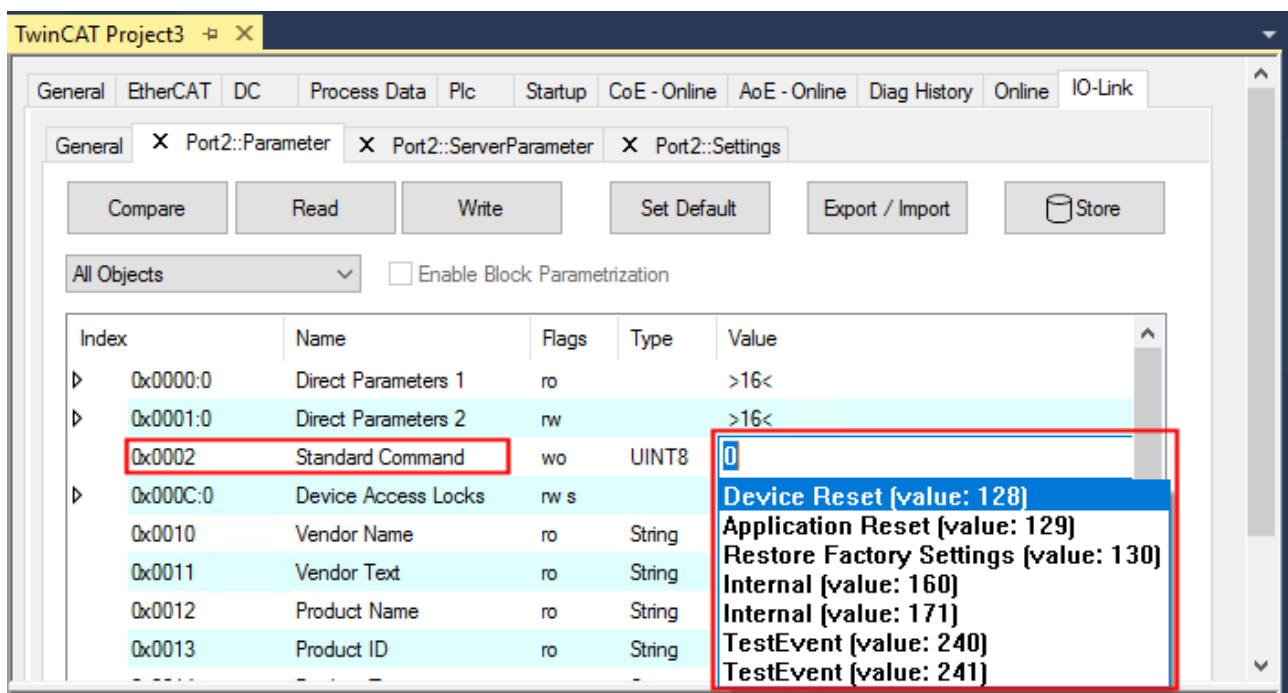 TwinCAT Project3
General EtherCAT DC Process Data Plc Startup CoE - Online AoE - Online Diag History Online IO-Link
General X Port2::Parameter X Port2::ServerParameter X Port2::Settings
Compare Read Write Set Default Export / Import Store
All Objects Enable Block Parametrization
Index Name Flags Type Value
0x0000:0 Direct Parameters 1 ro >16<
0x0001:0 Direct Parameters 2 rw >16<
0x0002 Standard Command wo UINT8 0
0x000C:0 Device Access Locks rw s
Device Reset (value: 128)
Application Reset (value: 129)
0x0010 Vendor Name ro String
Restore Factory Settings (value: 130)
0x0011 Vendor Text ro String
Internal (value: 160)
0x0012 Product Name ro String
Internal (value: 171)
0x0013 Product ID ro String
TestEvent (value: 240)
TestEvent (value: 241)